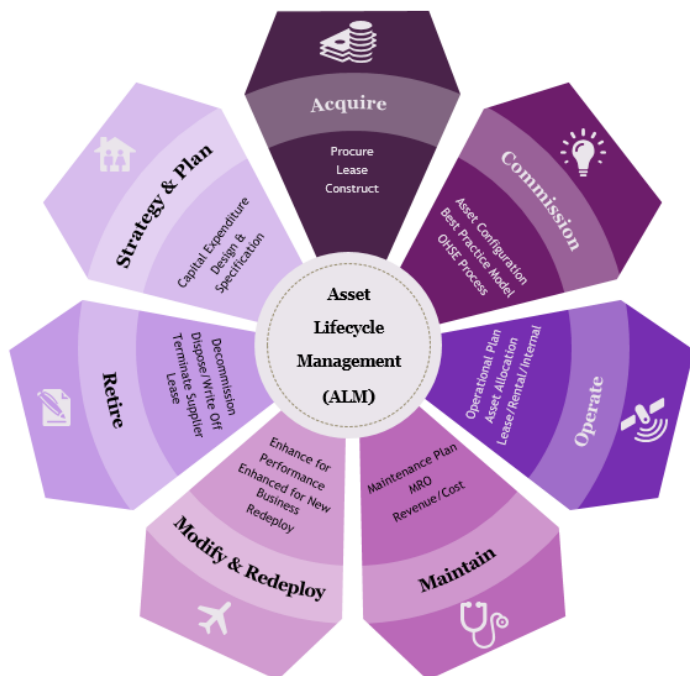 Acquire
Procure
Lease
Construct
Commission
Asset Configuration
Best Practice Model
OHSE Process
Operate
Operational Plan
Asset Allocation
Lease/Rental/Internal
Maintain
Maintenance Plan
MRO
Revenue/Cost
Modify & Redeploy
Enhance for
Performance
Enhanced for New
Business
Redeploy
Retire
Decommission
Dispose/Write Off
Terminate Supplier
Lease
Strategy & Plan
Capital Expenditure
Design &
Specification
Asset
Lifecycle
Management
(ALM)